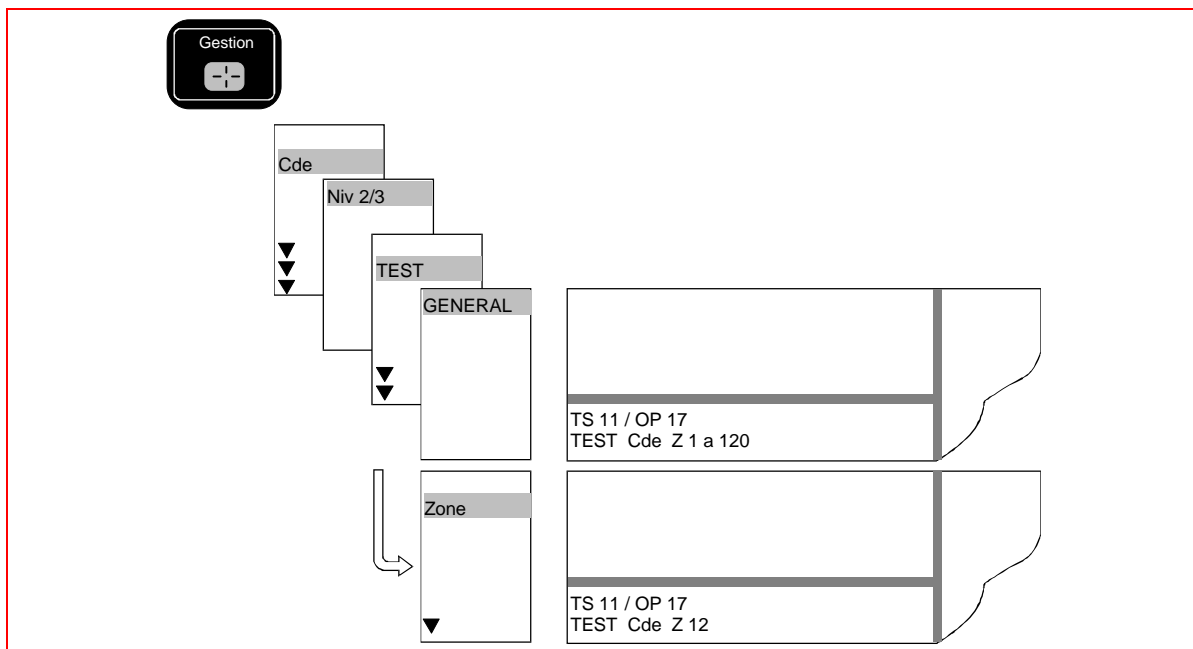 Gestion
Cde
Niv 2/3
TEST
GENERAL
TS 11 / OP 17
TEST Cde Z 1 a 120
Zone
TS 11 / OP 17
TEST Cde Z 12